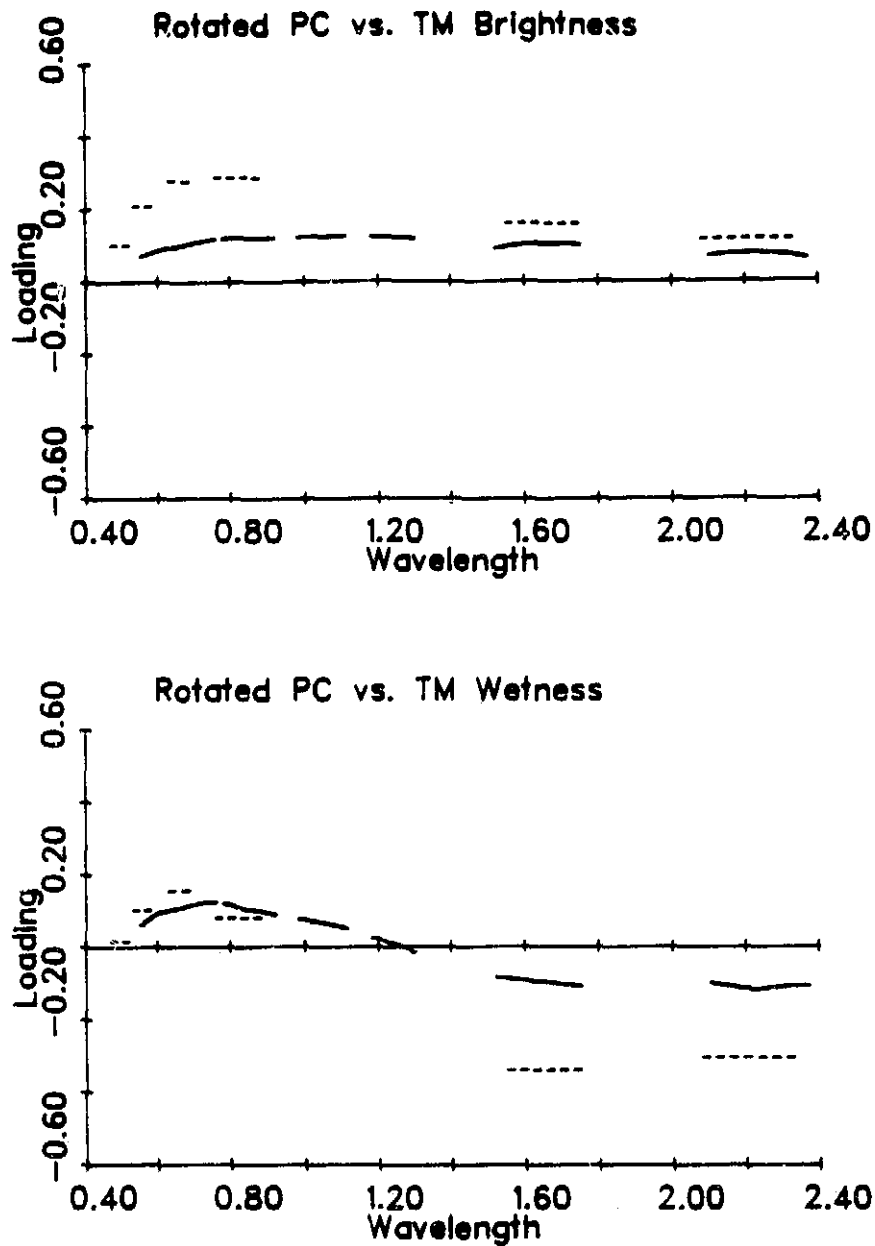 Rotated PC vs. TM Brightness
0.60
0.20
-0.20
-0.60
Loading
0.40 0.80 1.20 1.60 2.00 2.40
Wavelength
Rotated PC vs. TM Wetness
0.60
0.20
-0.20
-0.60
Loading
0.40 0.80 1.20 1.60 2.00 2.40
Wavelength